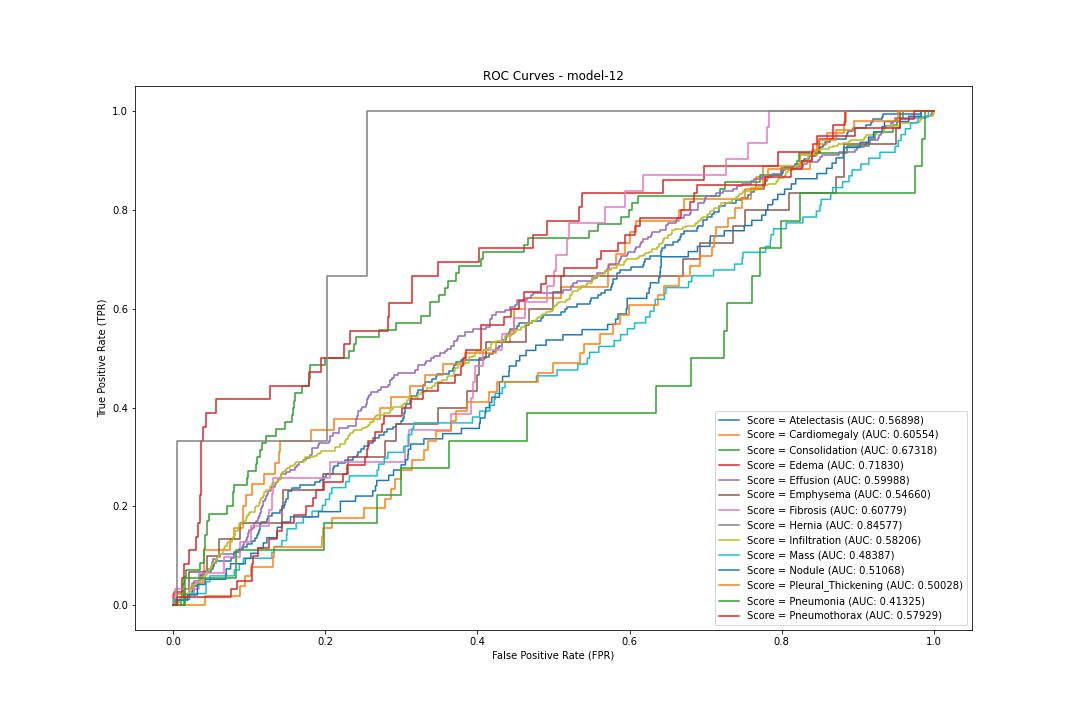 ROC Curves - model-12
1.0
0.8
0.6
0.4
0.2
0.0
True Positive Rate (TPR)
Score = Atelectasis (AUC: 0.56898)
Score = Cardiomegaly (AUC: 0.60554)
Score = Consolidation (AUC: 0.67318)
Score = Edema (AUC: 0.71830)
Score = Effusion (AUC: 0.59988)
Score = Emphysema (AUC: 0.54660)
Score = Fibrosis (AUC: 0.60779)
Score = Hernia (AUC: 0.84577)
Score = Infiltration (AUC: 0.58206)
Score = Mass (AUC: 0.48387)
Score = Nodule (AUC: 0.51068)
Score = Pleural_Thickening (AUC: 0.50028)
Score = Pneumonia (AUC: 0.41325)
Score = Pneumothorax (AUC: 0.57929)
0.0 0.2 0.4 0.6 0.8 1.0
False Positive Rate (FPR)